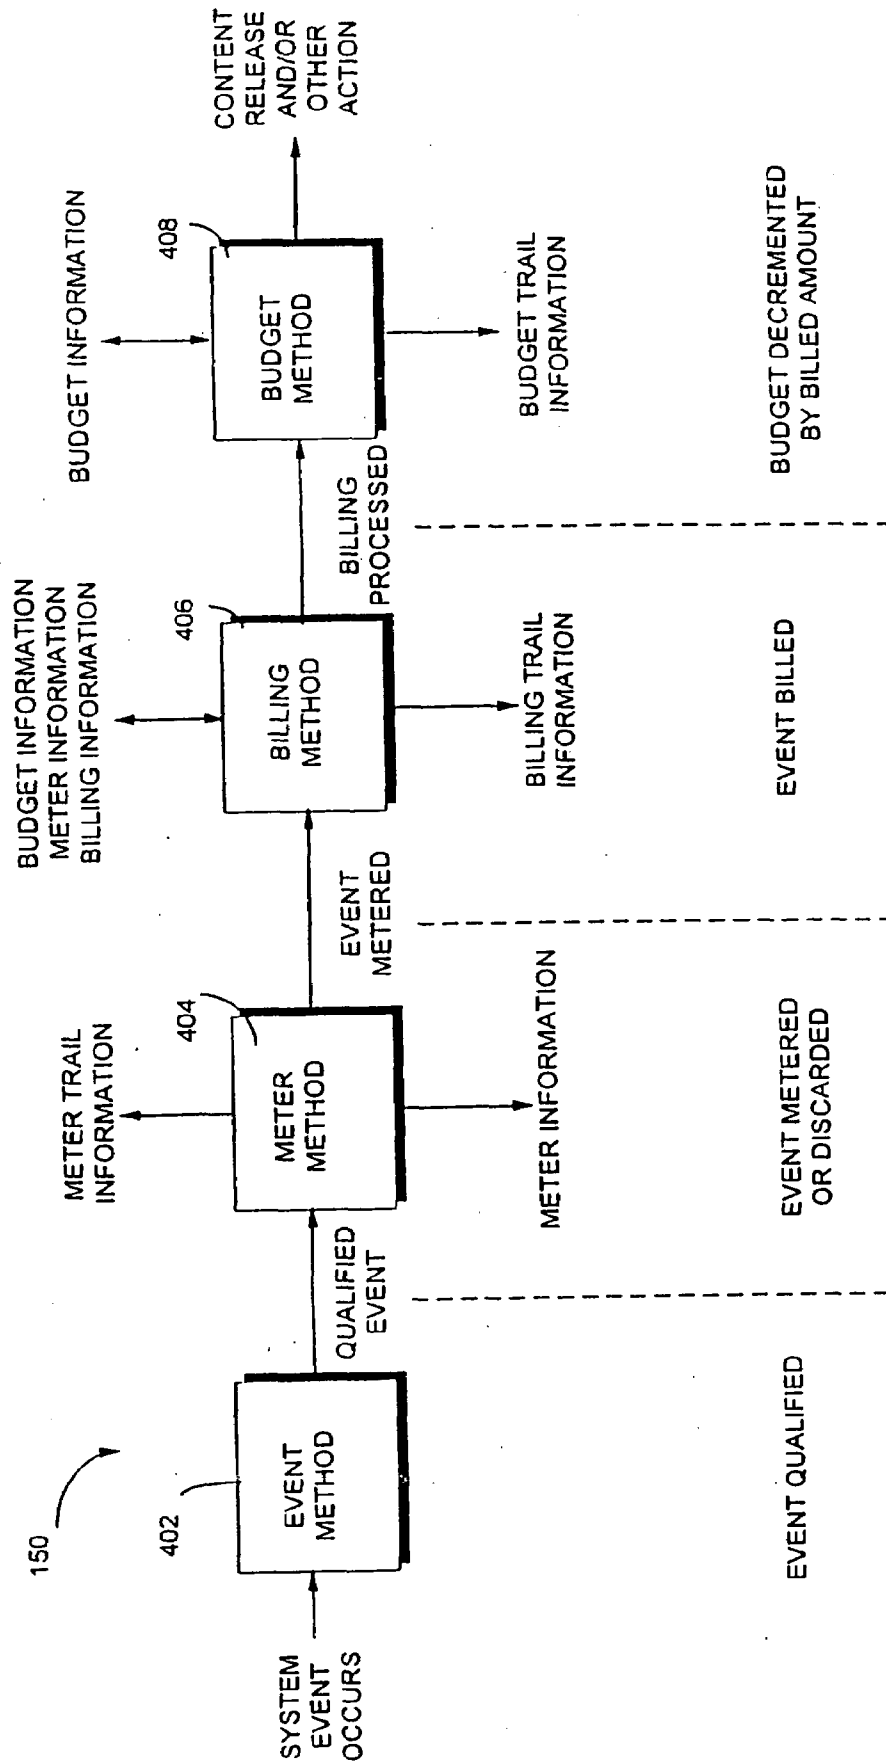 150
SYSTEM
EVENT
OCCURS
402
EVENT
METHOD
QUALIFIED
EVENT
EVENT QUALIFIED
METER TRAIL
INFORMATION
404
METER
METHOD
METER INFORMATION
EVENT
METERED
EVENT METERED
OR DISCARDED
BUDGET INFORMATION
METER INFORMATION
BILLING INFORMATION
406
BILLING
METHOD
BILLING TRAIL
INFORMATION
BILLING
PROCESSED
EVENT BILLED
BUDGET INFORMATION
408
BUDGET
METHOD
BUDGET TRAIL
INFORMATION
CONTENT
RELEASE
AND/OR
OTHER
ACTION
BUDGET DECREMENTED
BY BILLED AMOUNT